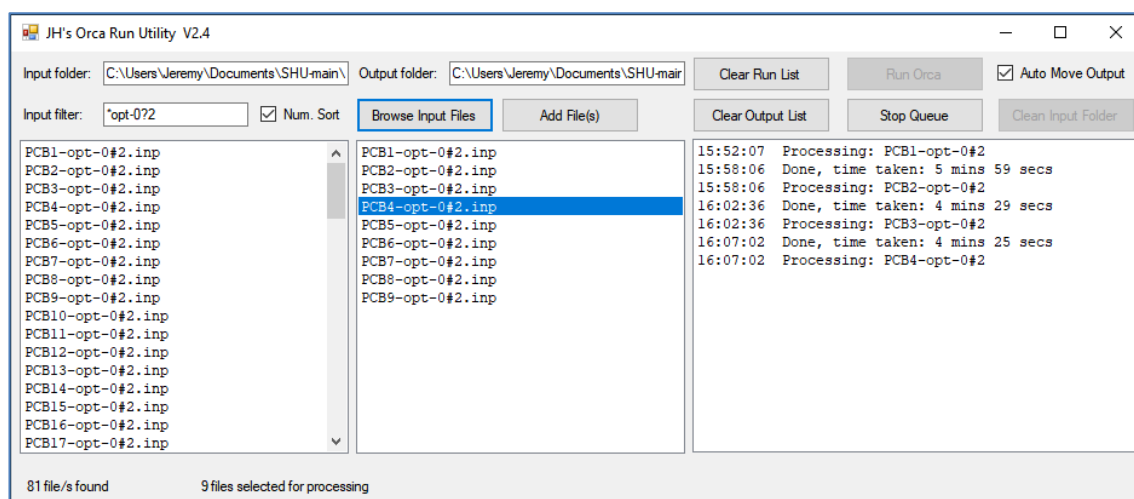 JH's Orca Run Utility V2.4
Input folder: C:\Users\Jeremy\Documents\SHU-main\ Output folder: C:\Users\Jeremy\Documents\SHU-mair Clear Run List Run Orca Auto Move Output
Input filter: *opt-0?2 Num. Sort Browse Input Files Add File(s) Clear Output List Stop Queue Clean Input Folder
PCB1-opt-0#2.inp
PCB2-opt-0#2.inp
PCB3-opt-0#2.inp
PCB4-opt-0#2.inp
PCB5-opt-0#2.inp
PCB6-opt-0#2.inp
PCB7-opt-0#2.inp
PCB8-opt-0#2.inp
PCB9-opt-0#2.inp
PCB10-opt-0#2.inp
PCB11-opt-0#2.inp
PCB12-opt-0#2.inp
PCB13-opt-0#2.inp
PCB14-opt-0#2.inp
PCB15-opt-0#2.inp
PCB16-opt-0#2.inp
PCB17-opt-0#2.inp
PCB1-opt-0#2.inp
PCB2-opt-0#2.inp
PCB3-opt-0#2.inp
PCB4-opt-0#2.inp
PCB5-opt-0#2.inp
PCB6-opt-0#2.inp
PCB7-opt-0#2.inp
PCB8-opt-0#2.inp
PCB9-opt-0#2.inp
15:52:07 Processing: PCB1-opt-0#2
15:58:06 Done, time taken: 5 mins 59 secs
15:58:06 Processing: PCB2-opt-0#2
16:02:36 Done, time taken: 4 mins 29 secs
16:02:36 Processing: PCB3-opt-0#2
16:07:02 Done, time taken: 4 mins 25 secs
16:07:02 Processing: PCB4-opt-0#2
81 file/s found 9 files selected for processing